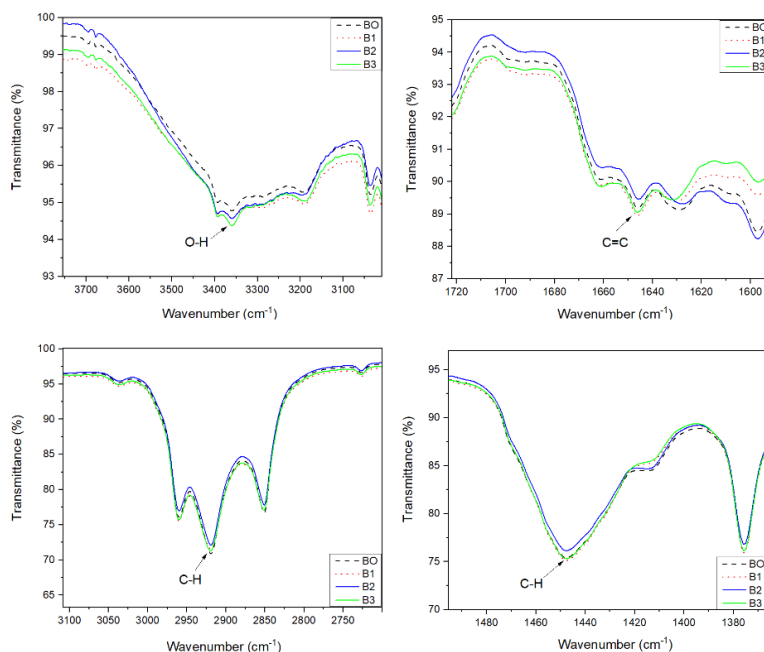 100
99
98
97
96
95
94
93
3700
3600
3500
3400
3300
3200
3100
Transmittance (%)
Wavenumber (cm⁻¹)
O-H
BO
B1
B2
B3
95
94
93
92
91
90
89
88
87
1720
1700
1680
1660
1640
1620
1600
Transmittance (%)
Wavenumber (cm⁻¹)
C=C
BO
B1
B2
B3
100
95
90
85
80
75
70
65
3100
3000
2900
2800
Transmittance (%)
Wavenumber (cm⁻¹)
C-H
BO
B1
B2
B3
95
90
85
80
75
70
1480
1460
1440
1420
1400
1380
Transmittance (%)
Wavenumber (cm⁻¹)
C-H
BO
B1
B2
B3